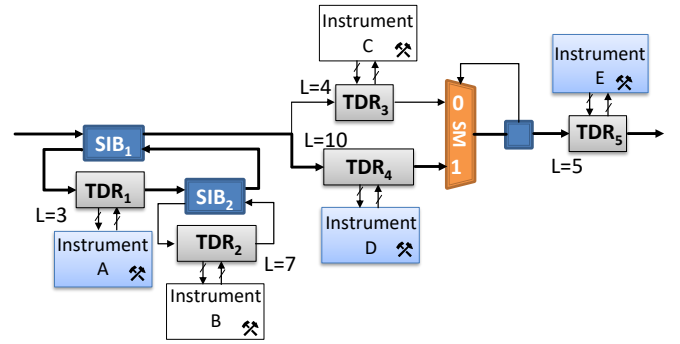 Instrument
C
Instrument
E
L=4
TDR3
0
SM
1
L=10
SIB1
TDR5
L=5
TDR4
TDR1
SIB2
L=3
Instrument
A
TDR2
L=7
Instrument
D
Instrument
B